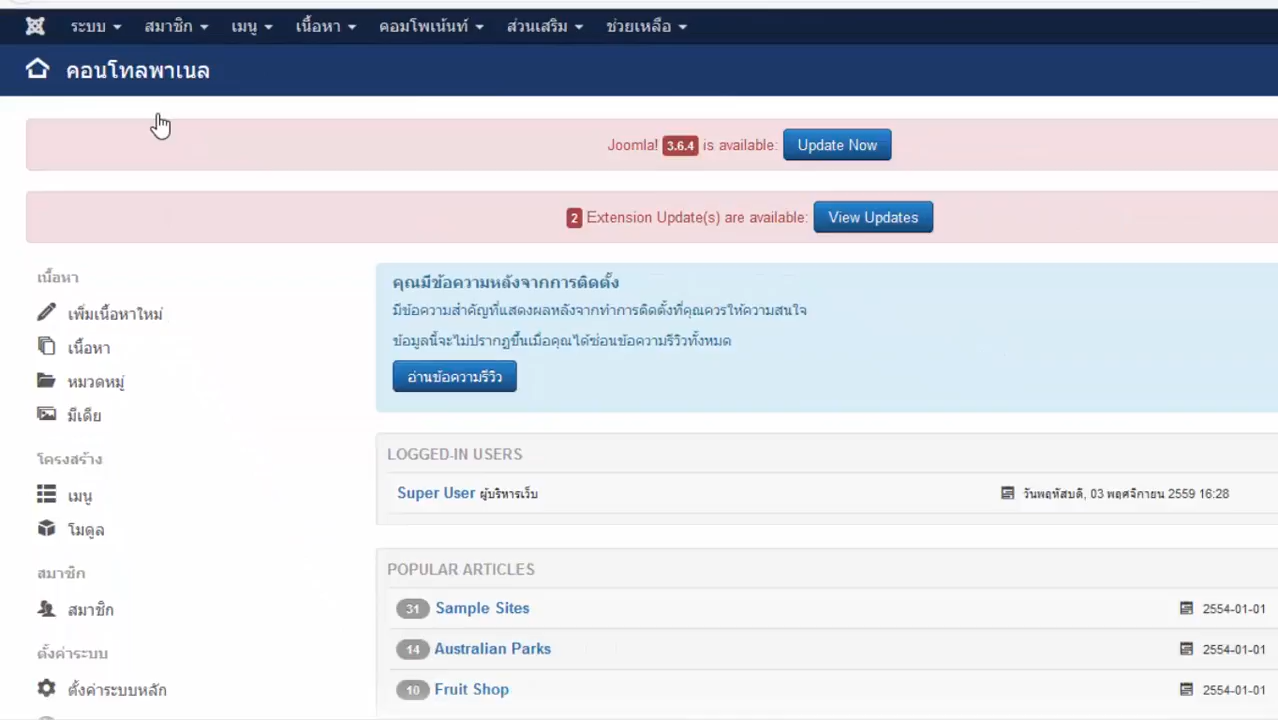 ระบบ สมาชิก เมนู เนื้อหา คอมโพเน้นท์ ส่วนเสริม ช่วยเหลือ
คอนโทลพาเนล
Joomla! 3.6.4 is available: Update Now
2 Extension Update(s) are available: View Updates
เนื้อหา
เพิ่มเนื้อหาใหม่
เนื้อหา
หมวดหมู่
มีเดีย
โครงสร้าง
เมนู
โมดูล
สมาชิก
สมาชิก
ตั้งค่าระบบ
ตั้งค่าระบบหลัก
คุณมีข้อความหลังจากการติดตั้ง
มีข้อความสำคัญที่แสดงผลหลังจากทำการติดตั้งที่คุณควรให้ความสนใจ
ข้อมูลนี้จะไม่ปรากฏขึ้นเมื่อคุณได้ซ่อนข้อความรีวิวทั้งหมด
อ่านข้อความรีวิว
LOGGED-IN USERS
Super User ผู้บริหารเว็บ วันพฤหัสบดี, 03 พฤศจิกายน 2559 16:28
POPULAR ARTICLES
31 Sample Sites 2554-01-01
14 Australian Parks 2554-01-01
10 Fruit Shop 2554-01-01